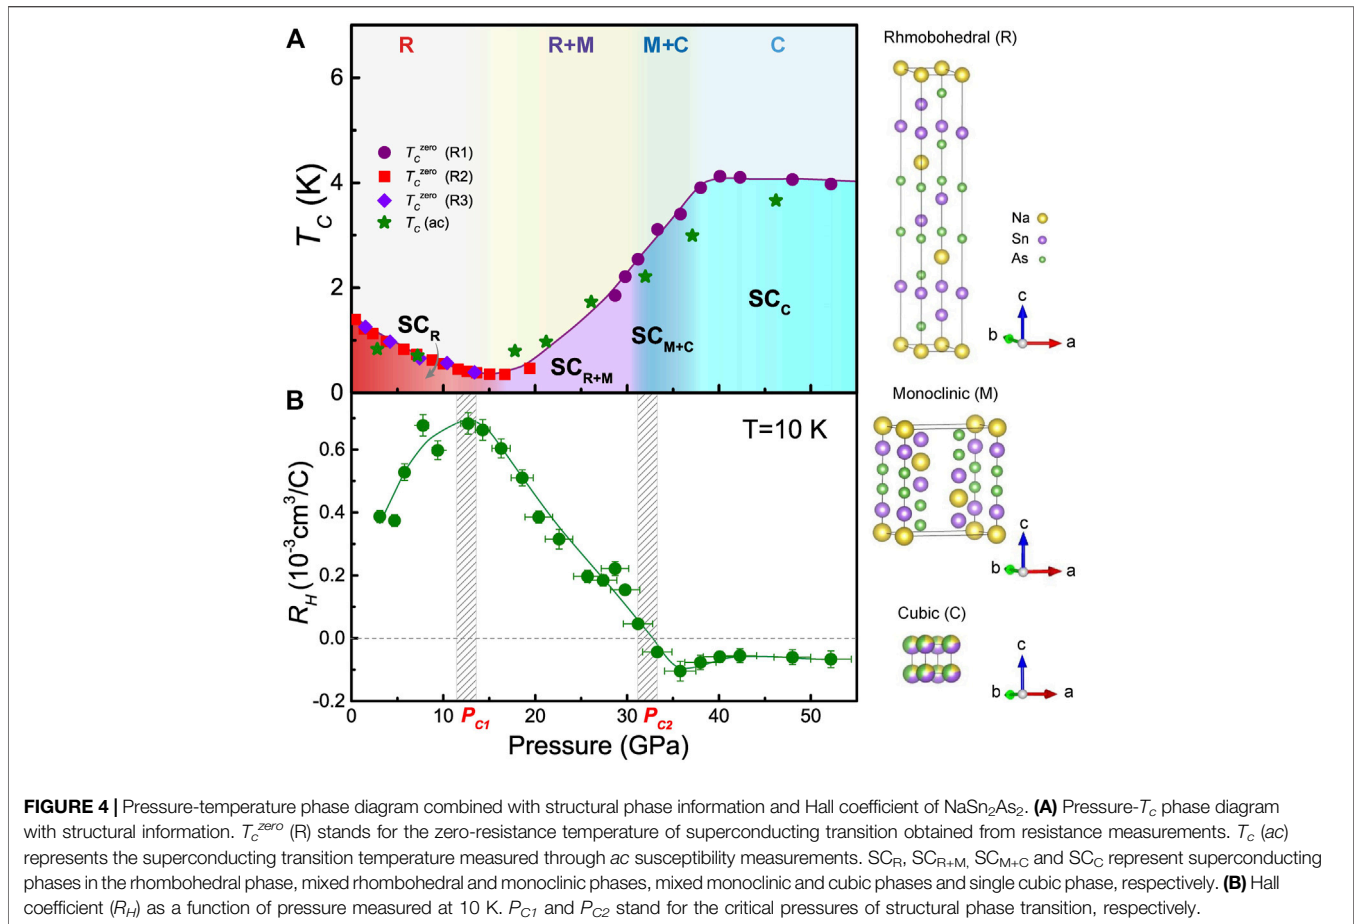 A
R
R+M
M+C
C
6
4
2
0
T_C (K)
T_c^zero (R1)
T_c^zero (R2)
T_c^zero (R3)
T_c (ac)
SC_R
SC_R+M
SC_M+C
SC_C
B
T=10 K
0.6
0.4
0.2
0.0
-0.2
R_H (10^-3 cm^3/C)
0
10
P_C1
20
30
P_C2
40
50
Pressure (GPa)
Rhmobohedral (R)
Na
Sn
As
c
b
a
Monoclinic (M)
c
b
a
Cubic (C)
c
b
a
FIGURE 4 | Pressure-temperature phase diagram combined with structural phase information and Hall coefficient of NaSn₂As₂. (A) Pressure-T_c phase diagram
with structural information. T_c^zero (R) stands for the zero-resistance temperature of superconducting transition obtained from resistance measurements. T_c (ac)
represents the superconducting transition temperature measured through ac susceptibility measurements. SC_R, SC_R+M, SC_M+C and SC_C represent superconducting
phases in the rhombohedral phase, mixed rhombohedral and monoclinic phases, mixed monoclinic and cubic phases and single cubic phase, respectively. (B) Hall
coefficient (R_H) as a function of pressure measured at 10 K. P_C1 and P_C2 stand for the critical pressures of structural phase transition, respectively.